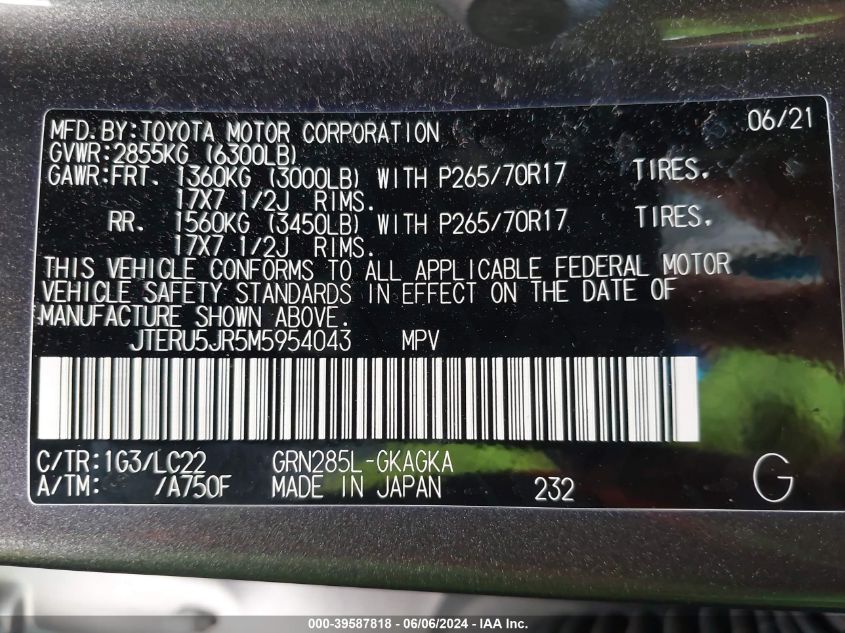 MFD.BY:TOYOTA MOTOR CORPORATION 06/21
GVWR:2855KG (6300LB)
GAWR:FRT. 1360KG (3000LB) WITH P265/70R17 TIRES.
17X7 1/2J RIMS.
RR. 1560KG (3450LB) WITH P265/70R17 TIRES.
17X7 1/2J RIMS.
THIS VEHICLE CONFORMS TO ALL APPLICABLE FEDERAL MOTOR
VEHICLE SAFETY STANDARDS IN EFFECT ON THE DATE OF
MANUFACTURE SHOWN ABOVE.
JTERU5JR5M5954043 MPV
C/TR:1G3/LC22 GRN285L-GKAGKA
A/TM: /A750F MADE IN JAPAN 232 G
000-39587818 - 06/06/2024 - IAA Inc.